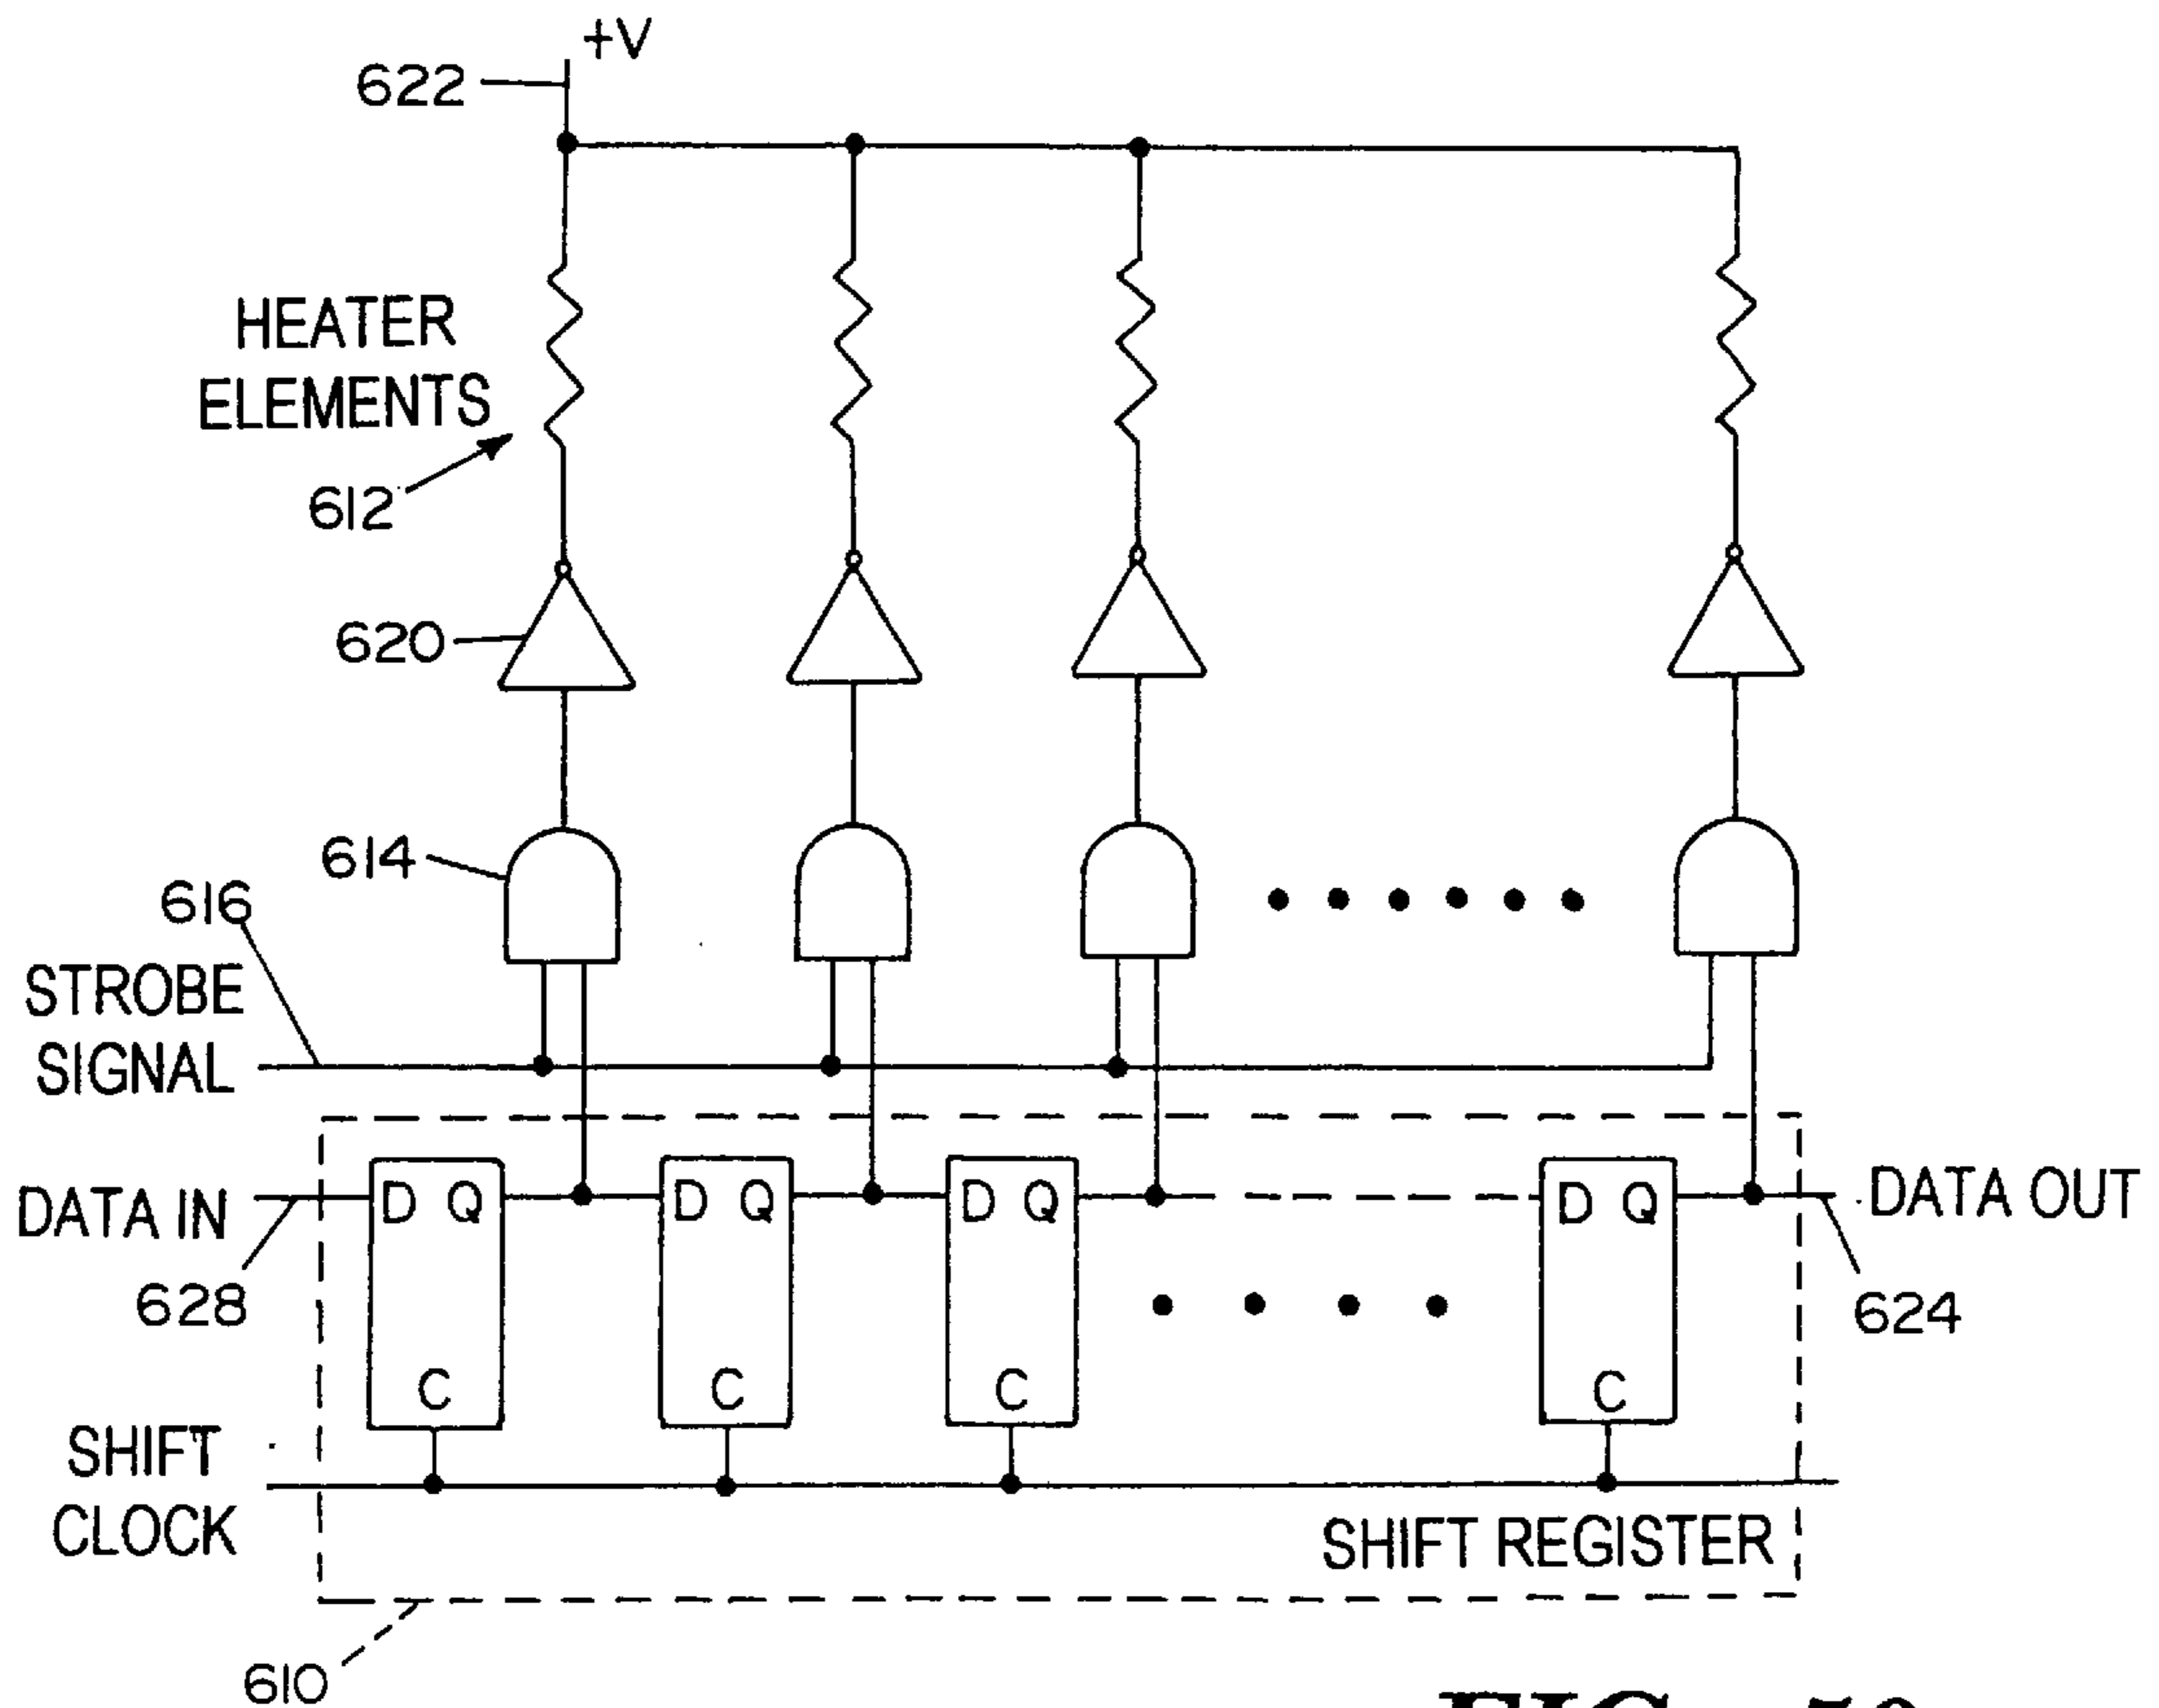 +V
622
HEATER
ELEMENTS
612
620
614
616
STROBE
SIGNAL
DATA IN
D Q
D Q
D Q
D Q
DATA OUT
628
624
C
C
C
C
SHIFT
CLOCK
SHIFT REGISTER
610